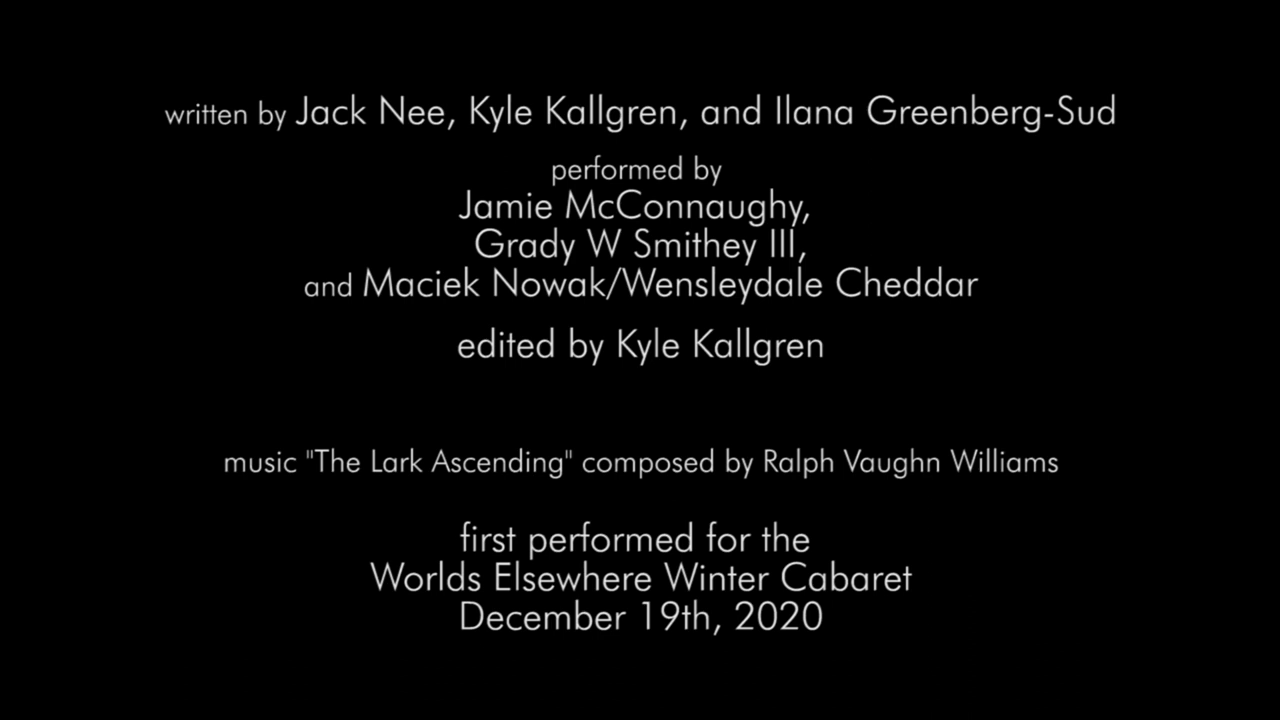 written by Jack Nee, Kyle Kallgren, and Ilana Greenberg-Sud
performed by
Jamie McConnaughy,
Grady W Smithey III,
and Maciek Nowak/Wensleydale Cheddar
edited by Kyle Kallgren
music "The Lark Ascending" composed by Ralph Vaughn Williams
first performed for the
Worlds Elsewhere Winter Cabaret
December 19th, 2020